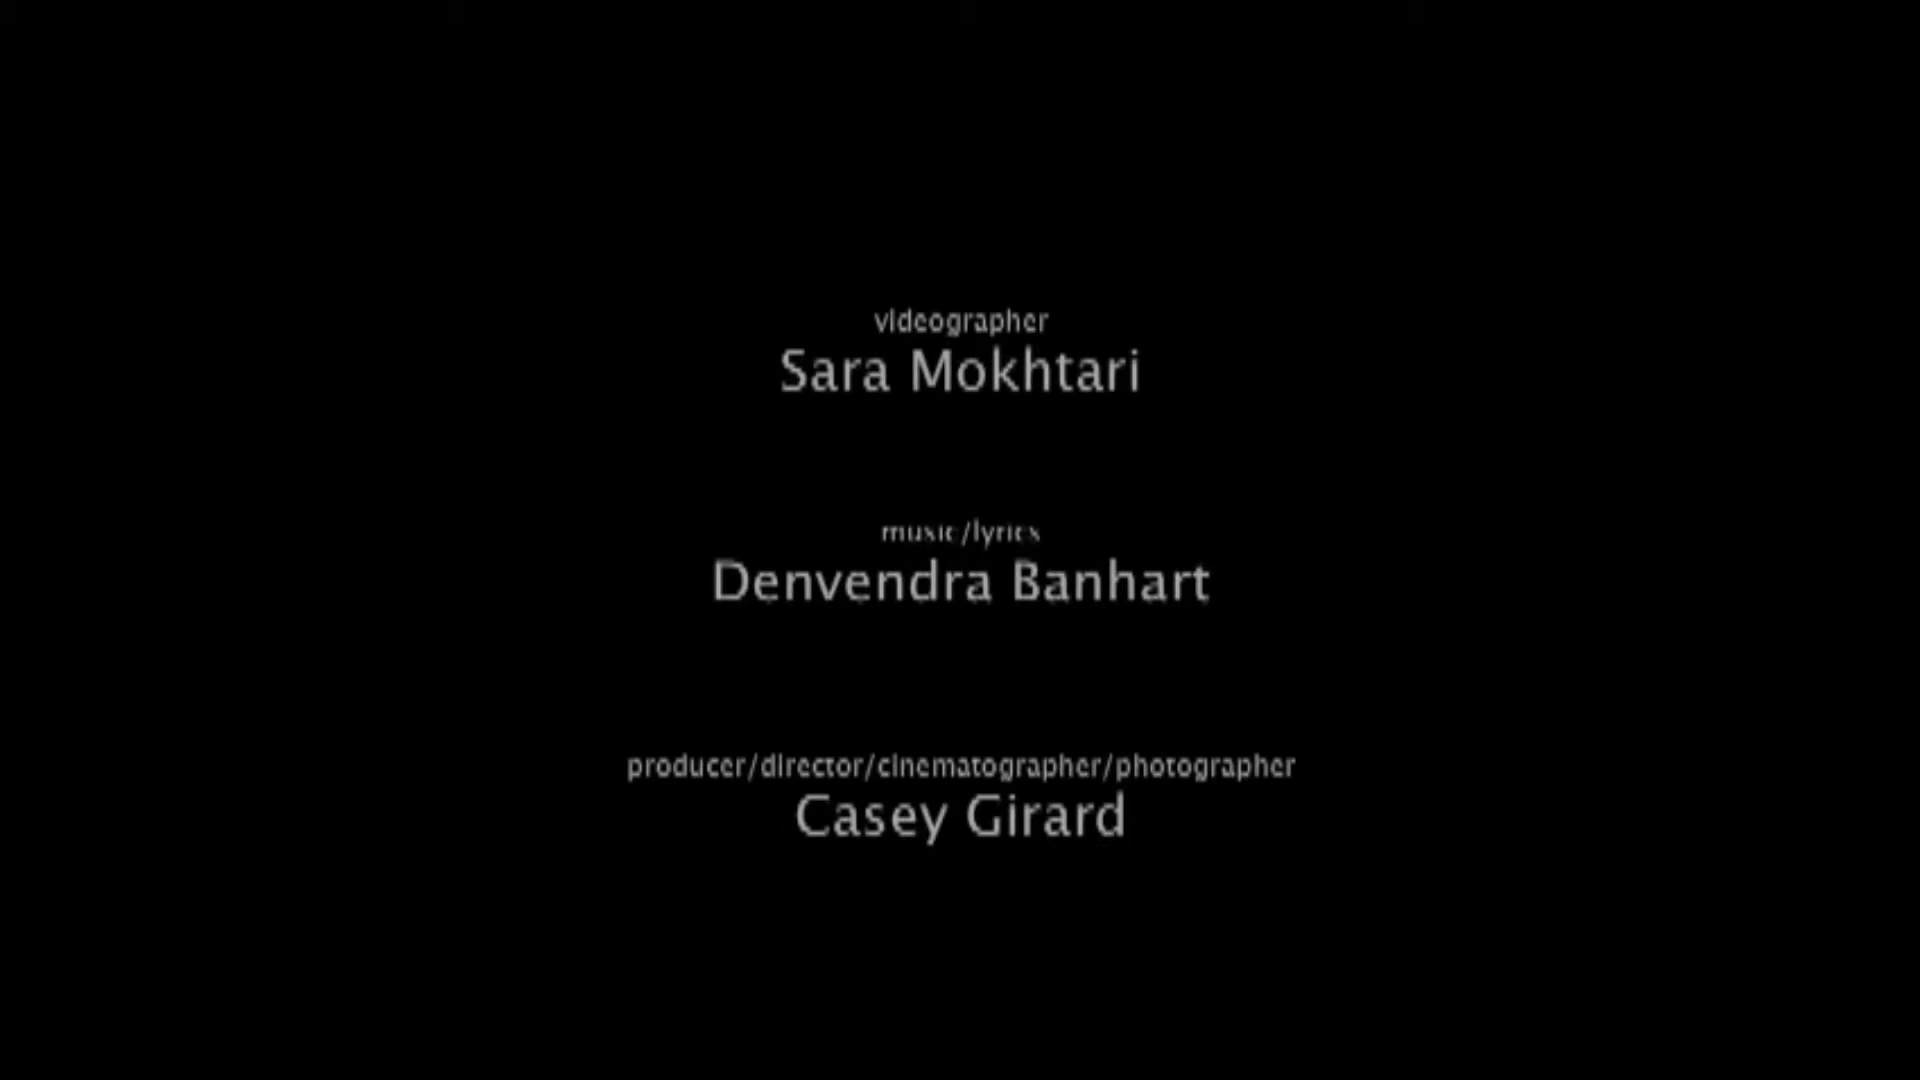 videographer
Sara Mokhtari
music/lyrics
Denvendra Banhart
producer/director/cinematographer/photographer
Casey Girard